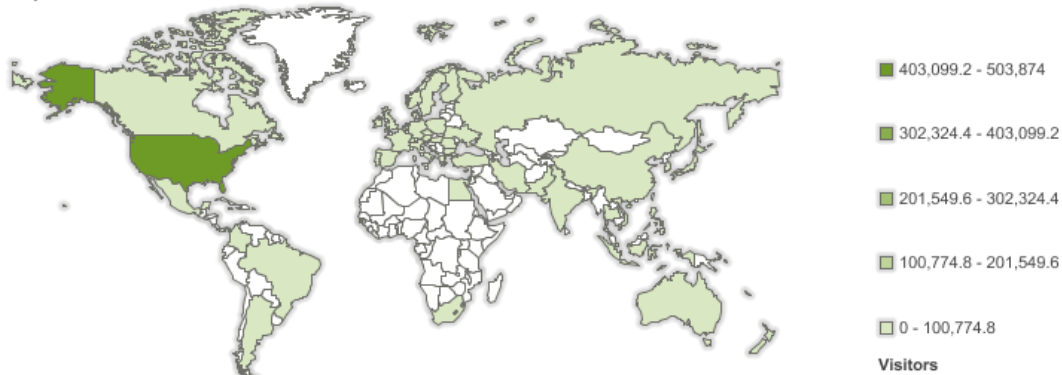 403,099.2 - 503,874
302,324.4 - 403,099.2
201,549.6 - 302,324.4
100,774.8 - 201,549.6
0 - 100,774.8
Visitors